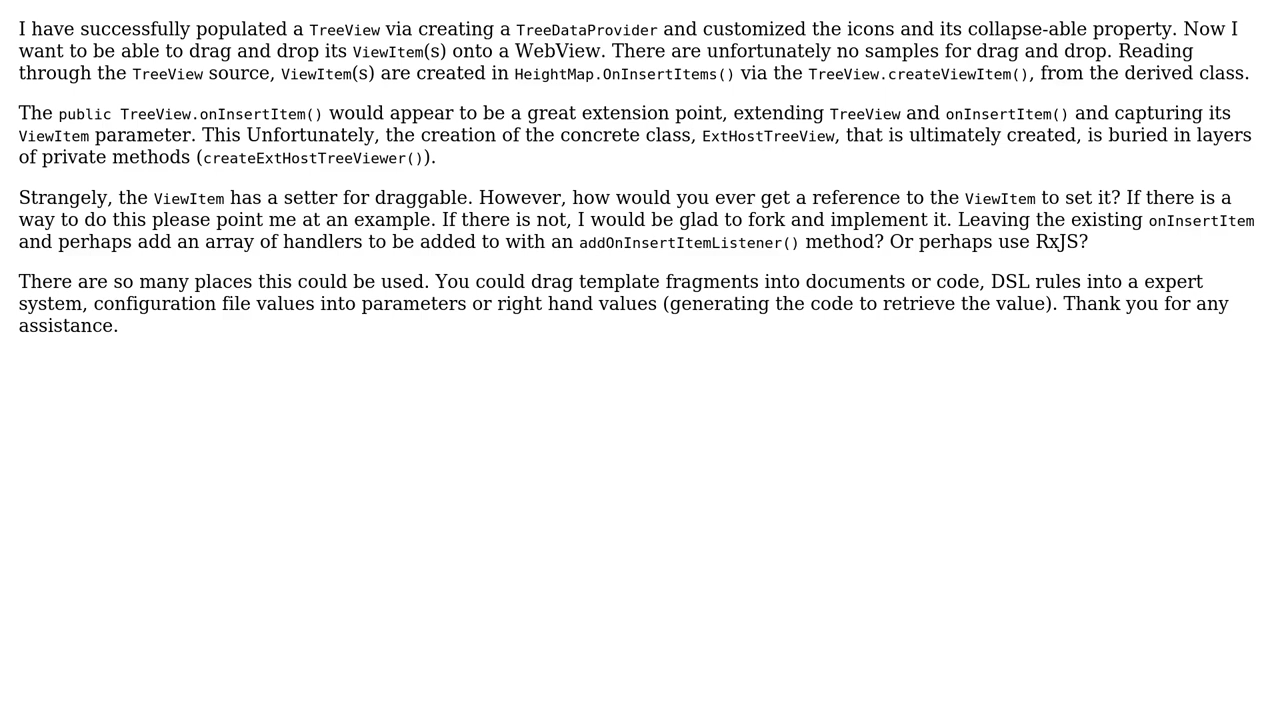 I have successfully populated a TreeView via creating a TreeDataProvider and customized the icons and its collapse-able property. Now I
want to be able to drag and drop its ViewItem(s) onto a WebView. There are unfortunately no samples for drag and drop. Reading
through the TreeView source, ViewItem(s) are created in HeightMap.OnInsertItems() via the TreeView.createViewItem(), from the derived class.
The public TreeView.onInsertItem() would appear to be a great extension point, extending TreeView and onInsertItem() and capturing its
ViewItem parameter. This Unfortunately, the creation of the concrete class, ExtHostTreeView, that is ultimately created, is buried in layers
of private methods (createExtHostTreeViewer()).
Strangely, the ViewItem has a setter for draggable. However, how would you ever get a reference to the ViewItem to set it? If there is a
way to do this please point me at an example. If there is not, I would be glad to fork and implement it. Leaving the existing onInsertItem
and perhaps add an array of handlers to be added to with an addOnInsertItemListener() method? Or perhaps use RxJS?
There are so many places this could be used. You could drag template fragments into documents or code, DSL rules into a expert
system, configuration file values into parameters or right hand values (generating the code to retrieve the value). Thank you for any
assistance.